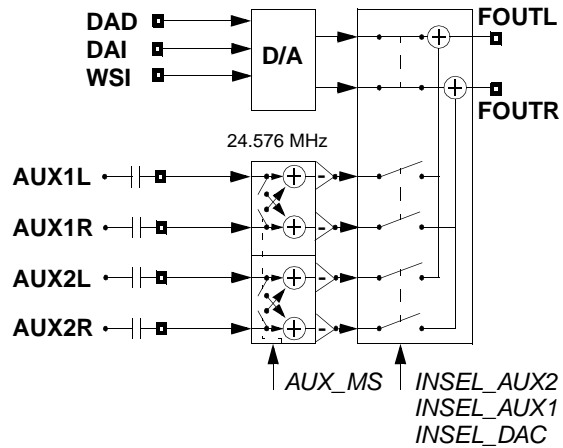 DAD
DAI
WSI
D/A
FOUTL
FOUTR
24.576 MHz
AUX1L
AUX1R
AUX2L
AUX2R
AUX_MS
INSEL_AUX2
INSEL_AUX1
INSEL_DAC